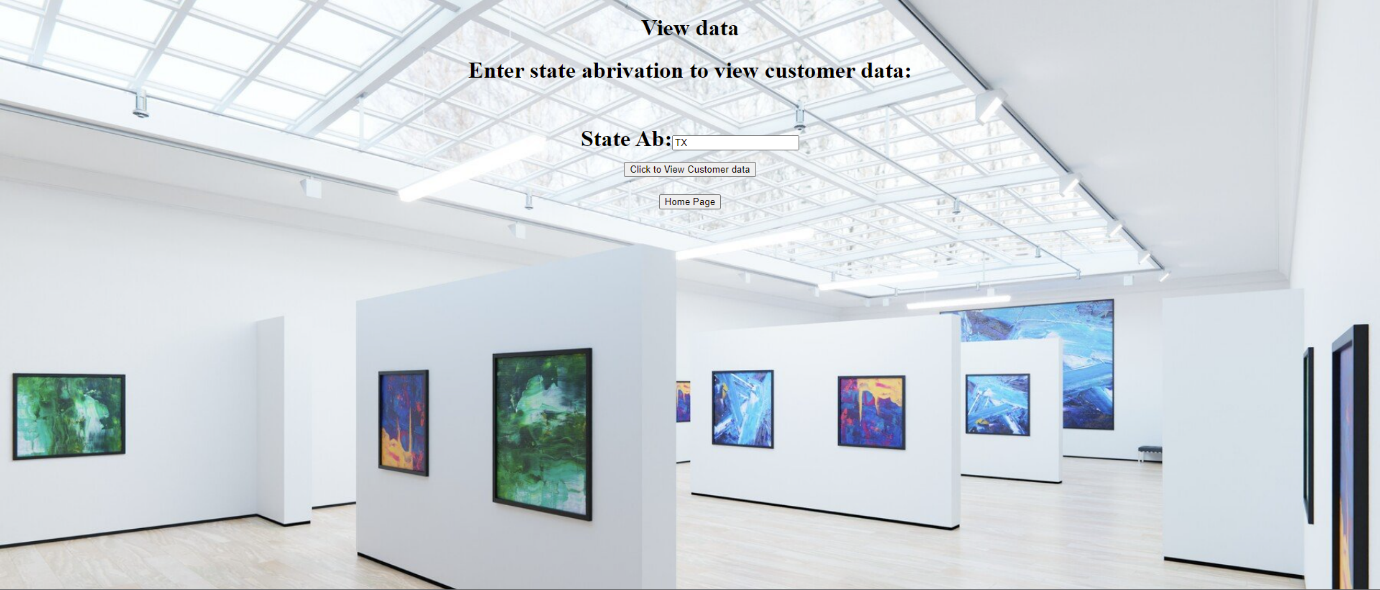 View data
Enter state abrivation to view customer data:
State Ab: TX
Click to View Customer data
Home Page